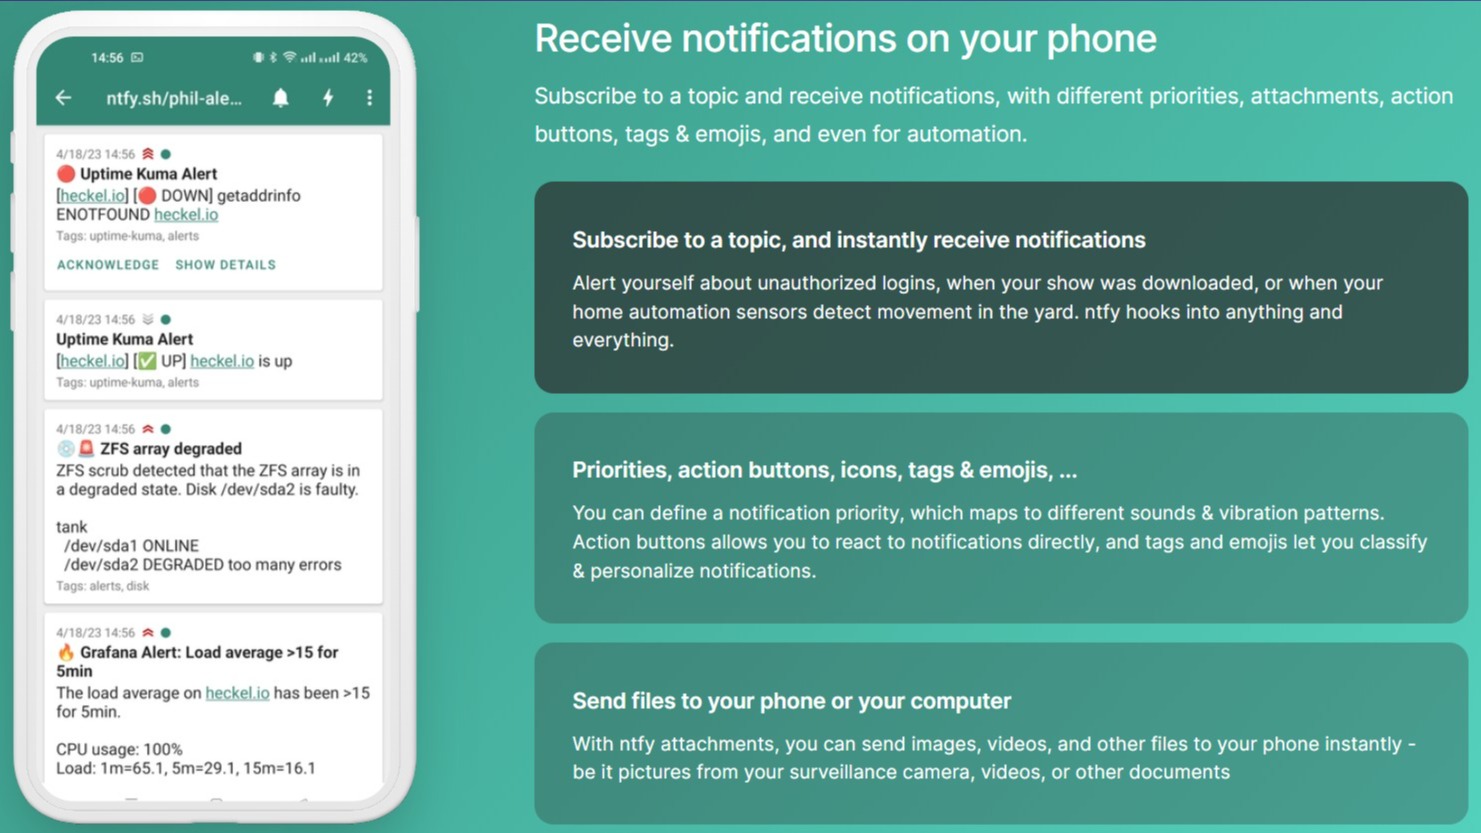 14:56 42%
ntfy.sh/phil-ale...
4/18/23 14:56
🔴 Uptime Kuma Alert
[heckel.io] [🔴 DOWN] getaddrinfo
ENOTFOUND heckel.io
Tags: uptime-kuma, alerts
ACKNOWLEDGE SHOW DETAILS
4/18/23 14:56
Uptime Kuma Alert
[heckel.io] [✅ UP] heckel.io is up
Tags: uptime-kuma, alerts
4/18/23 14:56
💿🚨 ZFS array degraded
ZFS scrub detected that the ZFS array is in
a degraded state. Disk /dev/sda2 is faulty.
tank
/dev/sda1 ONLINE
/dev/sda2 DEGRADED too many errors
Tags: alerts, disk
4/18/23 14:56
🔥 Grafana Alert: Load average >15 for
5min
The load average on heckel.io has been >15
for 5min.
CPU usage: 100%
Load: 1m=65.1, 5m=29.1, 15m=16.1
Receive notifications on your phone
Subscribe to a topic and receive notifications, with different priorities, attachments, action
buttons, tags & emojis, and even for automation.
Subscribe to a topic, and instantly receive notifications
Alert yourself about unauthorized logins, when your show was downloaded, or when your
home automation sensors detect movement in the yard. ntfy hooks into anything and
everything.
Priorities, action buttons, icons, tags & emojis, ...
You can define a notification priority, which maps to different sounds & vibration patterns.
Action buttons allows you to react to notifications directly, and tags and emojis let you classify
& personalize notifications.
Send files to your phone or your computer
With ntfy attachments, you can send images, videos, and other files to your phone instantly -
be it pictures from your surveillance camera, videos, or other documents